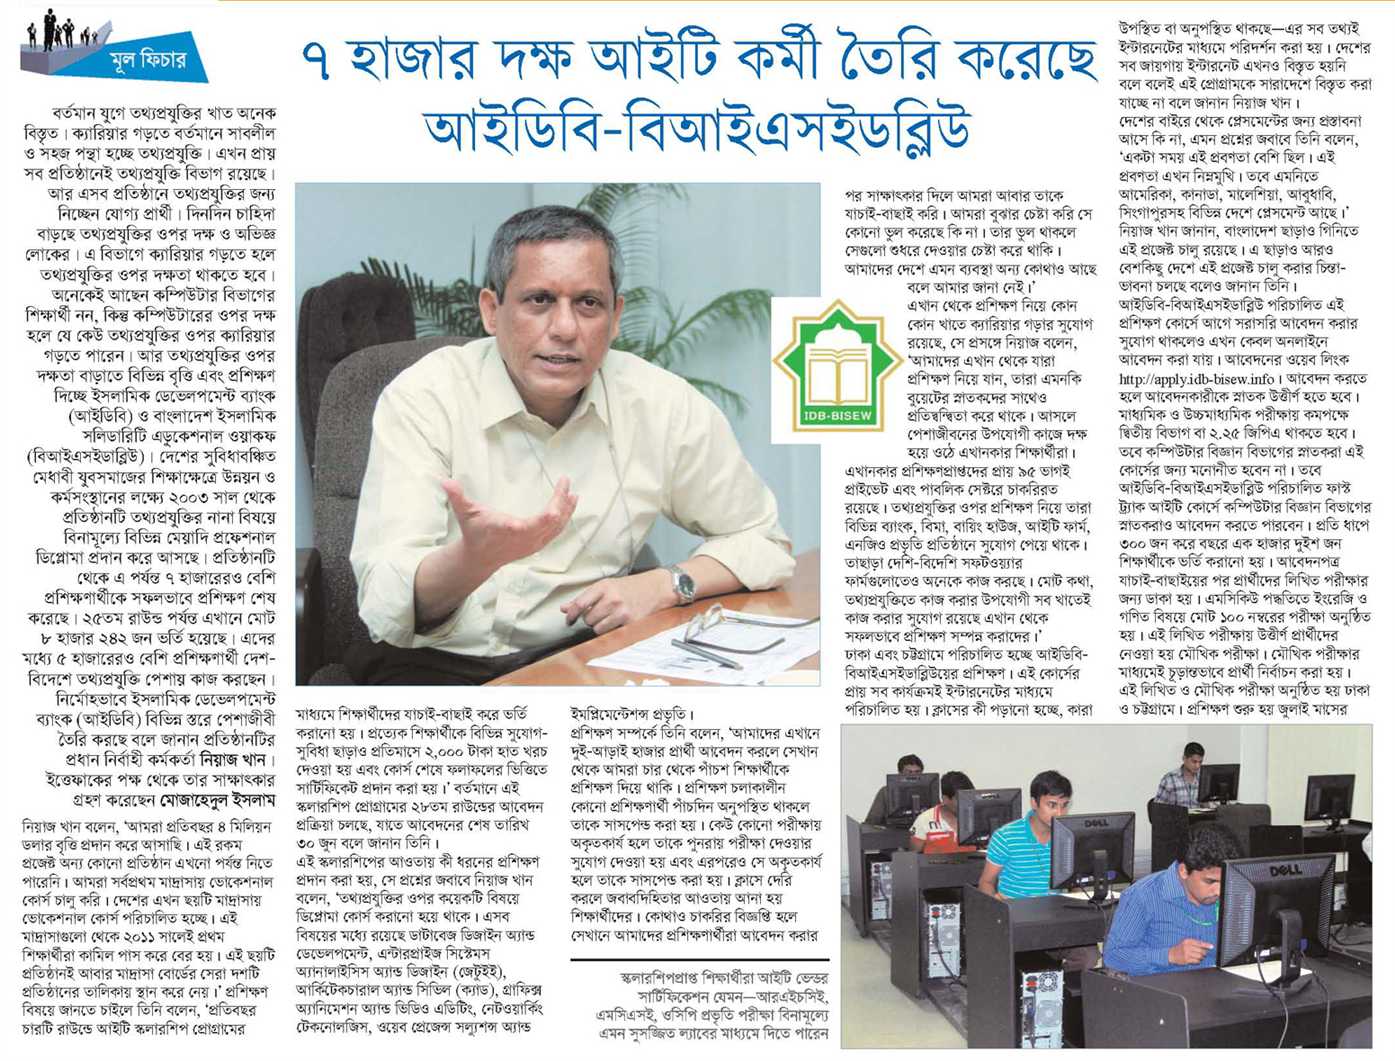 মূল ফিচার
৭ হাজার দক্ষ আইটি কর্মী তৈরি করেছে
আইডিবি-বিআইএসইডব্লিউ
বর্তমান যুগে তথ্যপ্রযুক্তির খাত অনেক
বিস্তৃত। ক্যারিয়ার গড়তে বর্তমানে সাবলীল
ও সহজ পন্থা হচ্ছে তথ্যপ্রযুক্তি। এখন প্রায়
সব প্রতিষ্ঠানেই তথ্যপ্রযুক্তি বিভাগ রয়েছে।
আর এসব প্রতিষ্ঠানে তথ্যপ্রযুক্তির জন্য
নিচ্ছেন যোগ্য প্রার্থী। দিনদিন চাহিদা
বাড়ছে তথ্যপ্রযুক্তির ওপর দক্ষ ও অভিজ্ঞ
লোকের। এ বিভাগে ক্যারিয়ার গড়তে হলে
তথ্যপ্রযুক্তির ওপর দক্ষতা থাকতে হবে।
অনেকেই আছেন কম্পিউটার বিভাগের
শিক্ষার্থী নন, কিন্তু কম্পিউটারের ওপর দক্ষ
হলে যে কেউ তথ্যপ্রযুক্তির ওপর ক্যারিয়ার
গড়তে পারেন। আর তথ্যপ্রযুক্তির ওপর
দক্ষতা বাড়াতে বিভিন্ন বৃত্তি এবং প্রশিক্ষণ
দিচ্ছে ইসলামিক ডেভেলপমেন্ট ব্যাংক
(আইডিবি) ও বাংলাদেশ ইসলামিক
সলিডারিটি এডুকেশনাল ওয়াকফ
(বিআইএসইডাব্লিউ)। দেশের সুবিধাবঞ্চিত
মেধাবী যুবসমাজের শিক্ষাক্ষেত্রে উন্নয়ন ও
কর্মসংস্থানের লক্ষ্যে ২০০৩ সাল থেকে
প্রতিষ্ঠানটি তথ্যপ্রযুক্তির নানা বিষয়ে
বিনামূল্যে বিভিন্ন মেয়াদি প্রফেশনাল
ডিপ্লোমা প্রদান করে আসছে। প্রতিষ্ঠানটি
থেকে এ পর্যন্ত ৭ হাজারেরও বেশি
প্রশিক্ষণার্থীকে সফলভাবে প্রশিক্ষণ শেষ
করেছে। ২৫তম রাউন্ড পর্যন্ত এখানে মোট
৮ হাজার ২৪২ জন ভর্তি হয়েছে। এদের
মধ্যে ৫ হাজারেরও বেশি প্রশিক্ষণার্থী দেশ-
বিদেশে তথ্যপ্রযুক্তি পেশায় কাজ করছেন।
নির্মোহভাবে ইসলামিক ডেভেলপমেন্ট
ব্যাংক (আইডিবি) বিভিন্ন স্তরে পেশাজীবী
তৈরি করছে বলে জানান প্রতিষ্ঠানটির
প্রধান নির্বাহী কর্মকর্তা নিয়াজ খান।
ইত্তেফাকের পক্ষ থেকে তার সাক্ষাৎকার
গ্রহণ করেছেন মোজাহেদুল ইসলাম
নিয়াজ খান বলেন, ‘আমরা প্রতিবছর ৪ মিলিয়ন
ডলার বৃত্তি প্রদান করে আসছি। এই রকম
প্রজেক্ট অন্য কোনো প্রতিষ্ঠান এখনো পর্যন্ত নিতে
পারেনি। আমরা সর্বপ্রথম মাদ্রাসায় ভোকেশনাল
কোর্স চালু করি। দেশের এখন ছয়টি মাদ্রাসায়
ভোকেশনাল কোর্স পরিচালিত হচ্ছে। এই
মাদ্রাসাগুলো থেকে ২০১১ সালেই প্রথম
শিক্ষার্থীরা কামিল পাস করে বের হয়। এই ছয়টি
প্রতিষ্ঠানই আবার মাদ্রাসা বোর্ডের সেরা দশটি
প্রতিষ্ঠানের তালিকায় স্থান করে নেয়।’ প্রশিক্ষণ
বিষয়ে জানতে চাইলে তিনি বলেন, ‘প্রতিবছর
চারটি রাউন্ডে আইটি স্কলারশিপ প্রোগ্রামের
মাধ্যমে শিক্ষার্থীদের যাচাই-বাছাই করে ভর্তি
করানো হয়। প্রত্যেক শিক্ষার্থীকে বিভিন্ন সুযোগ-
সুবিধা ছাড়াও প্রতিমাসে ২,০০০ টাকা হাত খরচ
দেওয়া হয় এবং কোর্স শেষে ফলাফলের ভিত্তিতে
সার্টিফিকেট প্রদান করা হয়।’ বর্তমানে এই
স্কলারশিপ প্রোগ্রামের ২৮তম রাউন্ডের আবেদন
প্রক্রিয়া চলছে, যাতে আবেদনের শেষ তারিখ
৩০ জুন বলে জানান তিনি।
এই স্কলারশিপের আওতায় কী ধরনের প্রশিক্ষণ
প্রদান করা হয়, সে প্রশ্নের জবাবে নিয়াজ খান
বলেন, ‘তথ্যপ্রযুক্তির ওপর কয়েকটি বিষয়ে
ডিপ্লোমা কোর্স করানো হয়ে থাকে। এসব
বিষয়ের মধ্যে রয়েছে ডাটাবেজ ডিজাইন অ্যান্ড
ডেভেলপমেন্ট, এন্টারপ্রাইজ সিস্টেমস
অ্যানালাইসিস অ্যান্ড ডিজাইন (জেটুইই),
আর্কিটেকচারাল অ্যান্ড সিভিল (ক্যাড), গ্রাফিক্স
অ্যানিমেশন অ্যান্ড ভিডিও এডিটিং, নেটওয়ার্কিং
টেকনোলজিস, ওয়েব প্রেজেন্স সল্যুশন্স অ্যান্ড
ইমপ্লিমেন্টেশন্স প্রভৃতি।
প্রশিক্ষণ সম্পর্কে তিনি বলেন, ‘আমাদের এখানে
দুই-আড়াই হাজার প্রার্থী আবেদন করলে সেখান
থেকে আমরা চার থেকে পাঁচশ শিক্ষার্থীকে
প্রশিক্ষণ দিয়ে থাকি। প্রশিক্ষণ চলাকালীন
কোনো প্রশিক্ষণার্থী পাঁচদিন অনুপস্থিত থাকলে
তাকে সাসপেন্ড করা হয়। কেউ কোনো পরীক্ষায়
অকৃতকার্য হলে তাকে পুনরায় পরীক্ষা দেওয়ার
সুযোগ দেওয়া হয় এবং এরপরেও সে অকৃতকার্য
হলে তাকে সাসপেন্ড করা হয়। ক্লাসে দেরি
করলে জবাবদিহিতার আওতায় আনা হয়
শিক্ষার্থীদের। কোথাও চাকরির বিজ্ঞপ্তি হলে
সেখানে আমাদের প্রশিক্ষণার্থীরা আবেদন করার
স্কলারশিপপ্রাপ্ত শিক্ষার্থীরা আইটি ভেন্ডর
সার্টিফিকেশন যেমন—আরএইচসিই,
এমসিএসই, ওসিপি প্রভৃতি পরীক্ষা বিনামূল্যে
এমন সুসজ্জিত ল্যাবের মাধ্যমে দিতে পারেন
পর সাক্ষাৎকার দিলে আমরা আবার তাকে
যাচাই-বাছাই করি। আমরা বুঝার চেষ্টা করি সে
কোনো ভুল করেছে কি না। তার ভুল থাকলে
সেগুলো শুধরে দেওয়ার চেষ্টা করে থাকি।
আমাদের দেশে এমন ব্যবস্থা অন্য কোথাও আছে
বলে আমার জানা নেই।’
এখান থেকে প্রশিক্ষণ নিয়ে কোন
কোন খাতে ক্যারিয়ার গড়ার সুযোগ
রয়েছে, সে প্রসঙ্গে নিয়াজ বলেন,
‘আমাদের এখান থেকে যারা
প্রশিক্ষণ নিয়ে যান, তারা এমনকি
বুয়েটের স্নাতকদের সাথেও
প্রতিদ্বন্দ্বিতা করে থাকে। আসলে
পেশাজীবনের উপযোগী কাজে দক্ষ
হয়ে ওঠে এখানকার শিক্ষার্থীরা।
এখানকার প্রশিক্ষণপ্রাপ্তদের প্রায় ৯৫ ভাগই
প্রাইভেট এবং পাবলিক সেক্টরে চাকরিরত
রয়েছে। তথ্যপ্রযুক্তির ওপর প্রশিক্ষণ নিয়ে তারা
বিভিন্ন ব্যাংক, বিমা, বায়িং হাউজ, আইটি ফার্ম,
এনজিও প্রভৃতি প্রতিষ্ঠানে সুযোগ পেয়ে থাকে।
তাছাড়া দেশি-বিদেশি সফটওয়্যার
ফার্মগুলোতেও অনেকে কাজ করছে। মোট কথা,
তথ্যপ্রযুক্তিতে কাজ করার উপযোগী সব খাতেই
কাজ করার সুযোগ রয়েছে এখান থেকে
সফলভাবে প্রশিক্ষণ সম্পন্ন করাদের।’
ঢাকা এবং চট্টগ্রামে পরিচালিত হচ্ছে আইডিবি-
বিআইএসইডাব্লিউয়ের প্রশিক্ষণ। এই কোর্সের
প্রায় সব কার্যক্রমই ইন্টারনেটের মাধ্যমে
পরিচালিত হয়। ক্লাসের কী পড়ানো হচ্ছে, কারা
IDB-BISEW
উপস্থিত বা অনুপস্থিত থাকছে—এর সব তথ্যই
ইন্টারনেটের মাধ্যমে পরিদর্শন করা হয়। দেশের
সব জায়গায় ইন্টারনেট এখনও বিস্তৃত হয়নি
বলে বলেই এই প্রোগ্রামকে সারাদেশে বিস্তৃত করা
যাচ্ছে না বলে জানান নিয়াজ খান।
দেশের বাইরে থেকে প্লেসমেন্টের জন্য প্রস্তাবনা
আসে কি না, এমন প্রশ্নের জবাবে তিনি বলেন,
‘একটা সময় এই প্রবণতা বেশি ছিল। এই
প্রবণতা এখন নিম্নমুখি। তবে এমনিতে
আমেরিকা, কানাডা, মালেশিয়া, আবুধাবি,
সিংগাপুরসহ বিভিন্ন দেশে প্লেসমেন্ট আছে।’
নিয়াজ খান জানান, বাংলাদেশ ছাড়াও গিনিতে
এই প্রজেক্ট চালু রয়েছে। এ ছাড়াও আরও
বেশকিছু দেশে এই প্রজেক্ট চালু করার চিন্তা-
ভাবনা চলছে বলেও জানান তিনি।
আইডিবি-বিআইএসইডাব্লিউ পরিচালিত এই
প্রশিক্ষণ কোর্সে আগে সরাসরি আবেদন করার
সুযোগ থাকলেও এখন কেবল অনলাইনে
আবেদন করা যায়। আবেদনের ওয়েব লিংক
http://apply.idb-bisew.info। আবেদন করতে
হলে আবেদনকারীকে স্নাতক উত্তীর্ণ হতে হবে।
মাধ্যমিক ও উচ্চমাধ্যমিক পরীক্ষায় কমপক্ষে
দ্বিতীয় বিভাগ বা ২.২৫ জিপিএ থাকতে হবে।
তবে কম্পিউটার বিজ্ঞান বিভাগের স্নাতকরা এই
কোর্সের জন্য মনোনীত হবেন না। তবে
আইডিবি-বিআইএসইডাব্লিউ পরিচালিত ফাস্ট
ট্র্যাক আইটি কোর্সে কম্পিউটার বিজ্ঞান বিভাগের
স্নাতকরাও আবেদন করতে পারবেন। প্রতি ধাপে
৩০০ জন করে বছরে এক হাজার দুইশ জন
শিক্ষার্থীকে ভর্তি করানো হয়। আবেদনপত্র
যাচাই-বাছাইয়ের পর প্রার্থীদের লিখিত পরীক্ষার
জন্য ডাকা হয়। এমসিকিউ পদ্ধতিতে ইংরেজি ও
গণিত বিষয়ে মোট ১০০ নম্বরের পরীক্ষা অনুষ্ঠিত
হয়। এই লিখিত পরীক্ষায় উত্তীর্ণ প্রার্থীদের
নেওয়া হয় মৌখিক পরীক্ষা। মৌখিক পরীক্ষার
মাধ্যমেই চূড়ান্তভাবে প্রার্থী নির্বাচন করা হয়।
এই লিখিত ও মৌখিক পরীক্ষা অনুষ্ঠিত হয় ঢাকা
ও চট্টগ্রামে। প্রশিক্ষণ শুরু হয় জুলাই মাসের
DELL
DELL